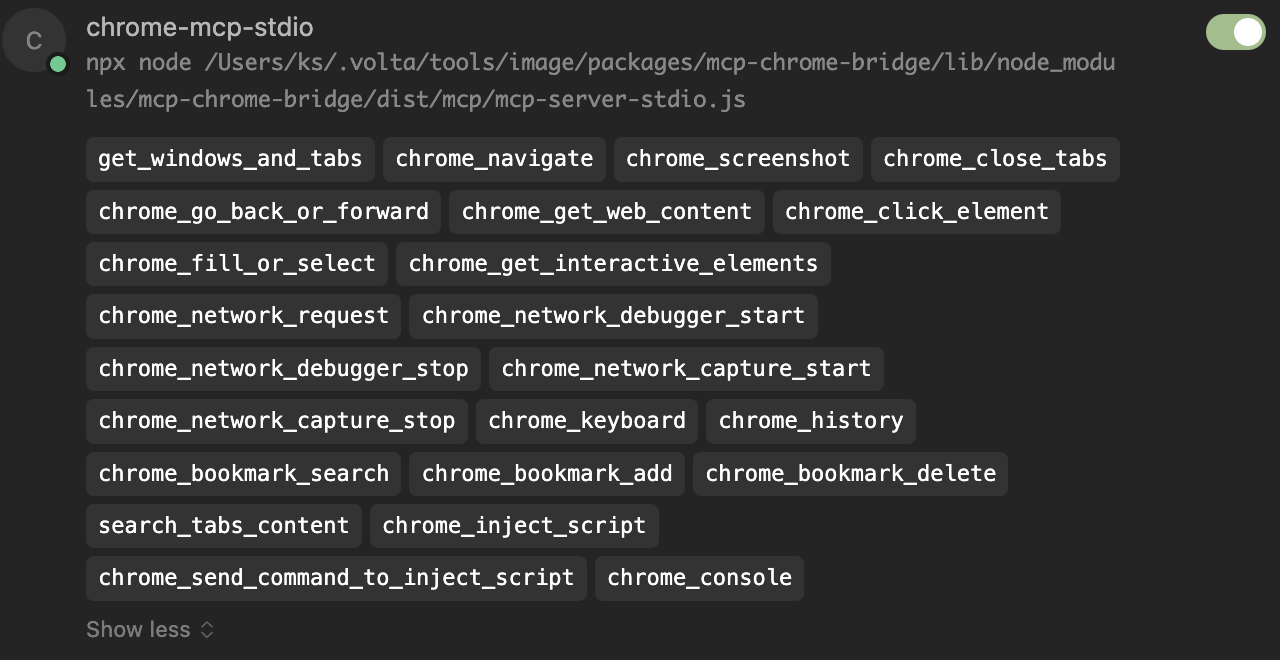 C
chrome-mcp-stdio
npx node /Users/ks/.volta/tools/image/packages/mcp-chrome-bridge/lib/node_modu
les/mcp-chrome-bridge/dist/mcp/mcp-server-stdio.js
get_windows_and_tabs chrome_navigate chrome_screenshot chrome_close_tabs
chrome_go_back_or_forward chrome_get_web_content chrome_click_element
chrome_fill_or_select chrome_get_interactive_elements
chrome_network_request chrome_network_debugger_start
chrome_network_debugger_stop chrome_network_capture_start
chrome_network_capture_stop chrome_keyboard chrome_history
chrome_bookmark_search chrome_bookmark_add chrome_bookmark_delete
search_tabs_content chrome_inject_script
chrome_send_command_to_inject_script chrome_console
Show less